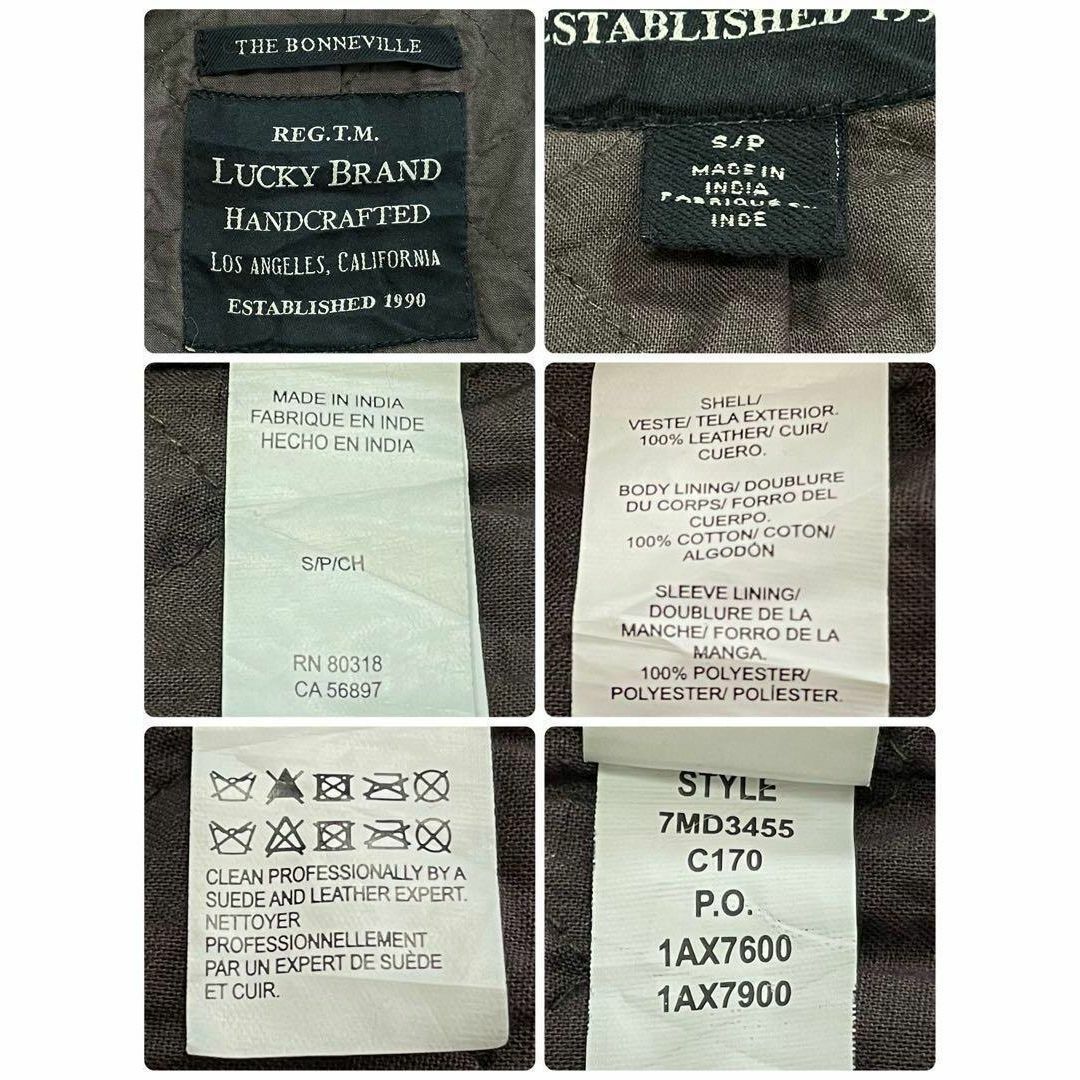 THE BONNEVILLE
REG.T.M.
LUCKY BRAND
HANDCRAFTED
LOS ANGELES, CALIFORNIA
ESTABLISHED 1990
ESTABLISHED 199
S/P
MADE IN
INDIA
FABRIQUE EN
INDE
MADE IN INDIA
FABRIQUE EN INDE
HECHO EN INDIA
S/P/CH
RN 80318
CA 56897
SHELL/
VESTE/ TELA EXTERIOR.
100% LEATHER/ CUIR/
CUERO.
BODY LINING/ DOUBLURE
DU CORPS/ FORRO DEL
CUERPO.
100% COTTON/ COTON/
ALGODÓN
SLEEVE LINING/
DOUBLURE DE LA
MANCHE/ FORRO DE LA
MANGA.
100% POLYESTER/
POLYESTER/ POLÍESTER.
CLEAN PROFESSIONALLY BY A
SUEDE AND LEATHER EXPERT.
NETTOYER
PROFESSIONNELLEMENT
PAR UN EXPERT DE SUÈDE
ET CUIR.
STYLE
7MD3455
C170
P.O.
1AX7600
1AX7900